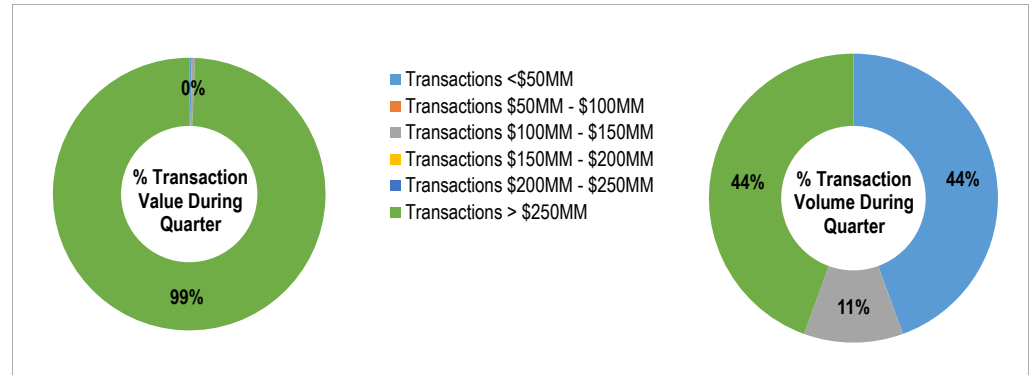 0%
% Transaction
Value During
Quarter
99%
Transactions <$50MM
Transactions $50MM - $100MM
Transactions $100MM - $150MM
Transactions $150MM - $200MM
Transactions $200MM - $250MM
Transactions > $250MM
44%
% Transaction
Volume During
Quarter
44%
11%